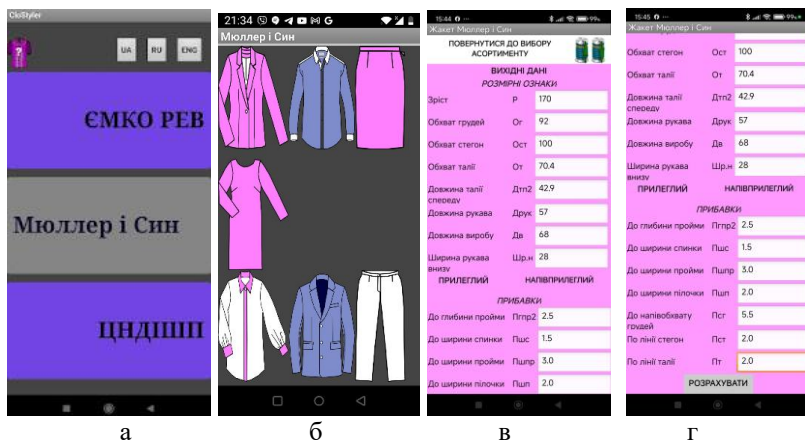 CloStyler
?
UA RU ENG
ЄМКО РЕВ
Мюллер і Син
ЦНДІШП
а
21:34
Мюллер і Син
б
15:44
99%
Жакет Мюллер і Син
ПОВЕРНУТИСЯ ДО ВИБОРУ
АСОРТИМЕНТУ
ВИХІДНІ ДАНІ
РОЗМІРНІ ОЗНАКИ
Зріст Р 170
Обхват грудей Ог 92
Обхват стегон Ост 100
Обхват талії От 70.4
Довжина талії Дтп2 42.9
спереду
Довжина рукава Друк 57
Довжина виробу Дв 68
Ширина рукава Шр.н 28
внизу
ПРИЛЕГЛИЙ НАПІВПРИЛЕГЛИЙ
ПРИБАВКИ
До глибини пройми Пгпр2 2.5
До ширини спинки Пшс 1.5
До ширини пройми Пшпр 3.0
До ширини пілочки Пшп 2.0
в
15:45
99%
Жакет Мюллер і Син
Обхват стегон Ост 100
Обхват талії От 70.4
Довжина талії Дтп2 42.9
спереду
Довжина рукава Друк 57
Довжина виробу Дв 68
Ширина рукава Шр.н 28
внизу
ПРИЛЕГЛИЙ НАПІВПРИЛЕГЛИЙ
ПРИБАВКИ
До глибини пройми Пгпр2 2.5
До ширини спинки Пшс 1.5
До ширини пройми Пшпр 3.0
До ширини пілочки Пшп 2.0
До напівобхвату Псг 5.5
грудей
По лінії стегон Пст 2.0
По лінії талії Пт 2.0
РОЗРАХУВАТИ
г